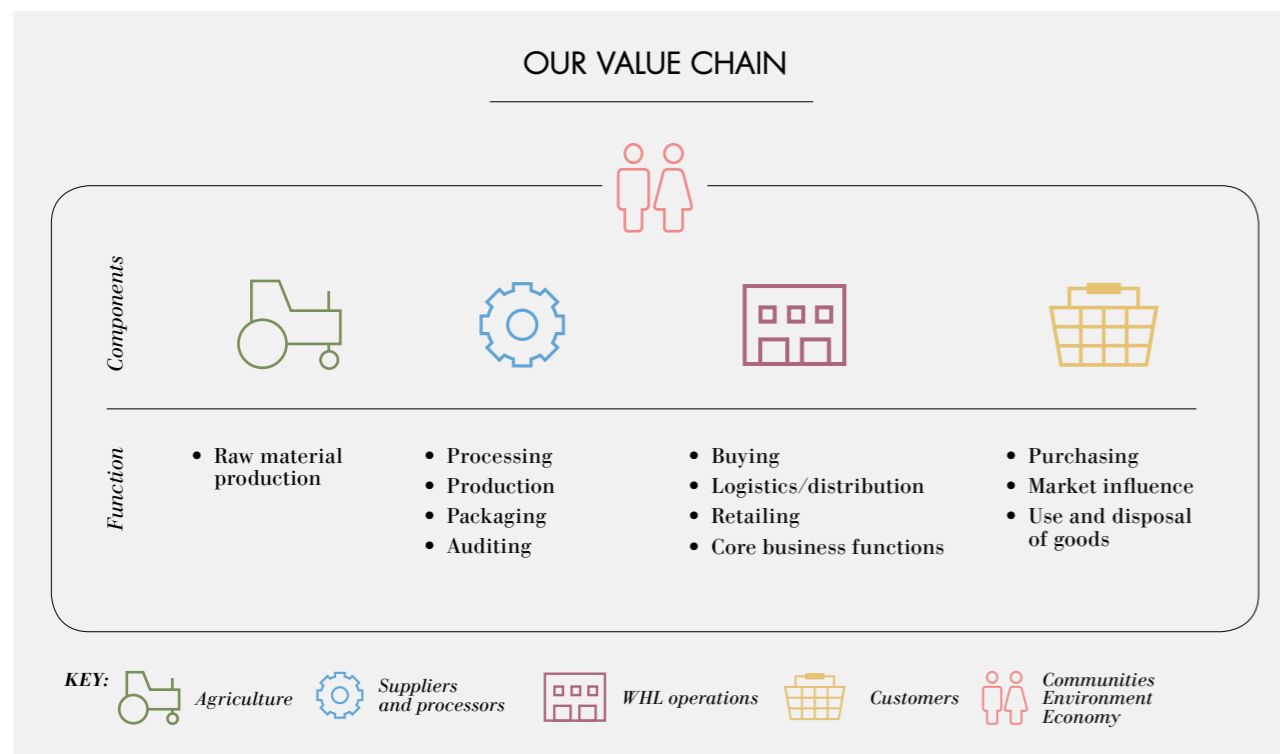 OUR VALUE CHAIN
Components
Function
• Raw material
production
• Processing
• Production
• Packaging
• Auditing
• Buying
• Logistics/distribution
• Retailing
• Core business functions
• Purchasing
• Market influence
• Use and disposal
of goods
KEY:
Agriculture
Suppliers
and processors
WHL operations
Customers
Communities
Environment
Economy